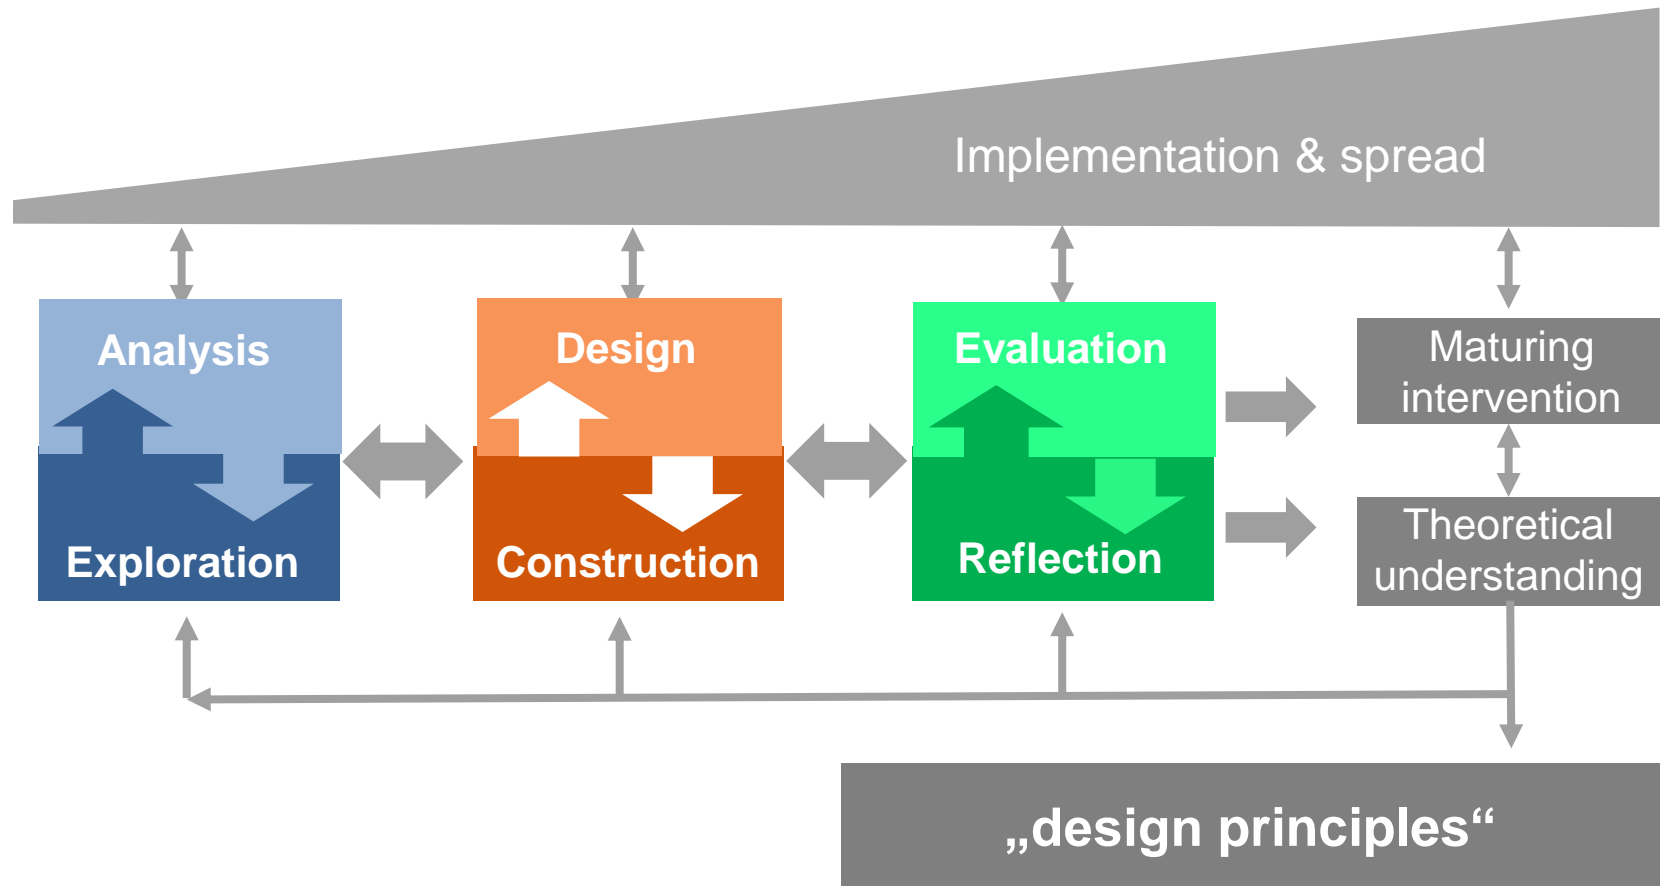 Implementation & spread
Analysis
Exploration
Design
Construction
Evaluation
Reflection
Maturing
intervention
Theoretical
understanding
„design principles“